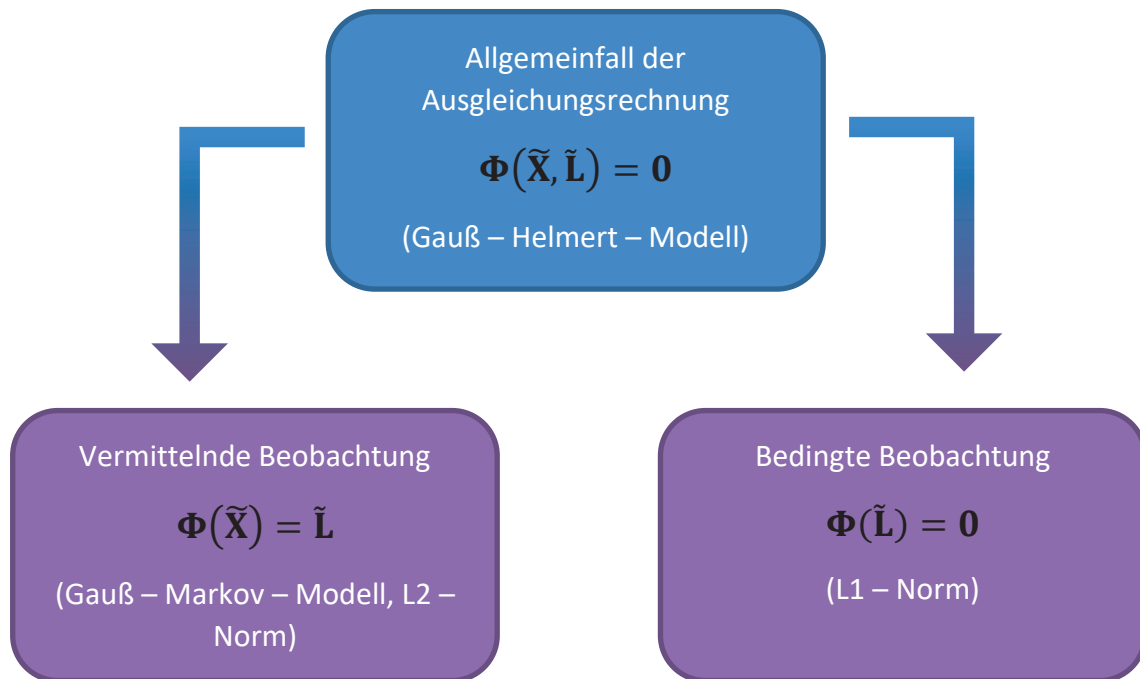 Allgemeinfall der
Ausgleichungsrechnung
𝚽(X̃, L̃) = 𝟎
(Gauß – Helmert – Modell)
Vermittelnde Beobachtung
𝚽(X̃) = L̃
(Gauß – Markov – Modell, L2 –
Norm)
Bedingte Beobachtung
𝚽(L̃) = 𝟎
(L1 – Norm)